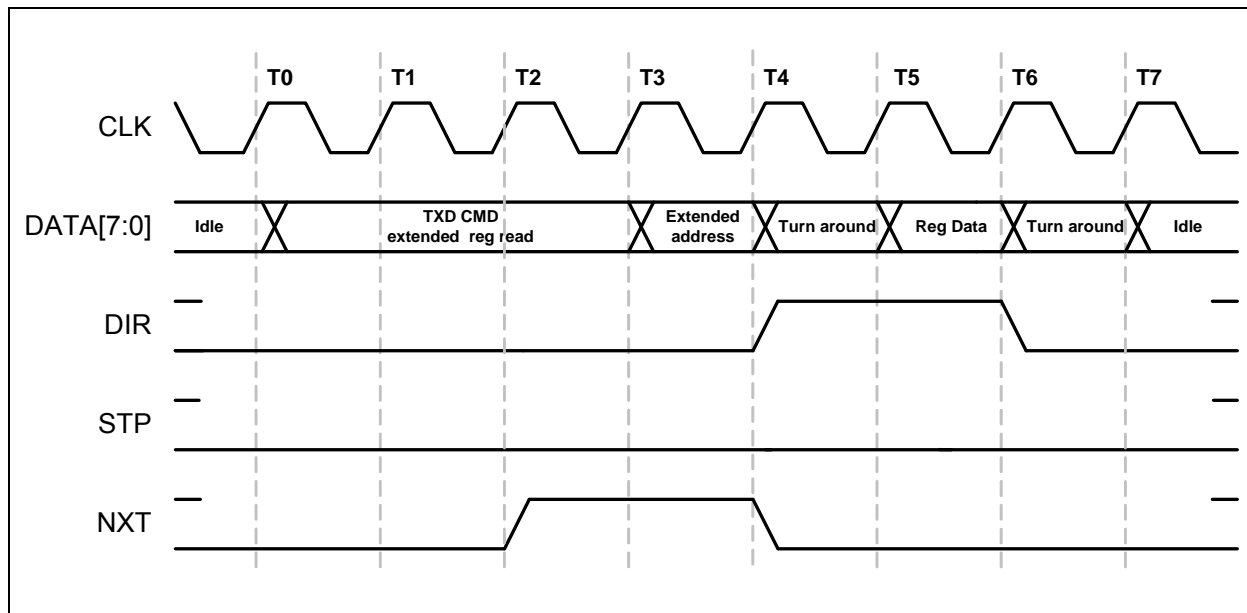 T0 T1 T2 T3 T4 T5 T6 T7
CLK
DATA[7:0]
Idle
TXD CMD
extended reg read
Extended
address
Turn around
Reg Data
Turn around
Idle
DIR
STP
NXT